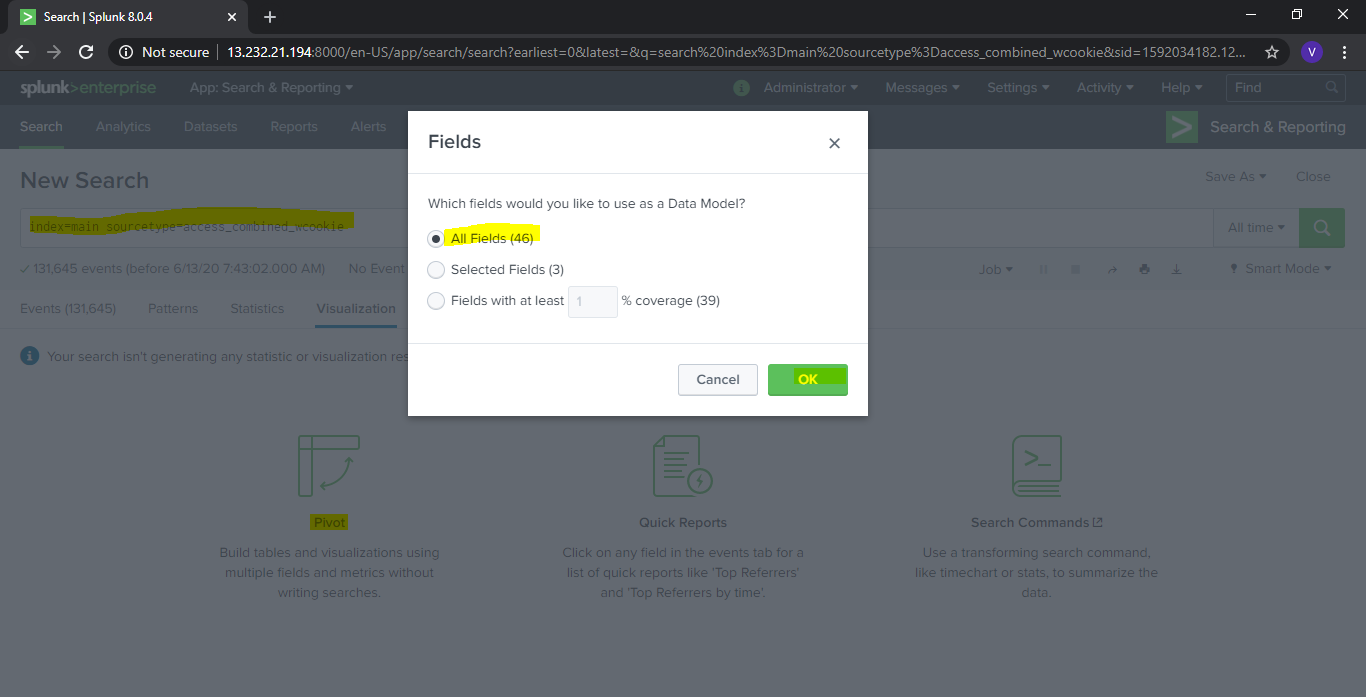 Search | Splunk 8.0.4
Not secure | 13.232.21.194:8000/en-US/app/search/search?earliest=0&latest=&q=search%20index%3Dmain%20sourcetype%3Daccess_combined_wcookie&sid=1592034182.12...
V
splunk>enterprise App: Search & Reporting Administrator Messages Settings Activity Help Find
Search Analytics Datasets Reports Alerts Search & Reporting
New Search
Save As Close
index=main sourcetype=access_combined_wcookie
All time
131,645 events (before 6/13/20 7:43:02.000 AM) No Event
Job Smart Mode
Events (131,645) Patterns Statistics Visualization
Your search isn't generating any statistic or visualization res
Fields
Which fields would you like to use as a Data Model?
All Fields (46)
Selected Fields (3)
Fields with at least 1 % coverage (39)
Cancel OK
Pivot
Build tables and visualizations using
multiple fields and metrics without
writing searches.
Quick Reports
Click on any field in the events tab for a
list of quick reports like 'Top Referrers'
and 'Top Referrers by time'.
Search Commands
Use a transforming search command,
like timechart or stats, to summarize the
data.